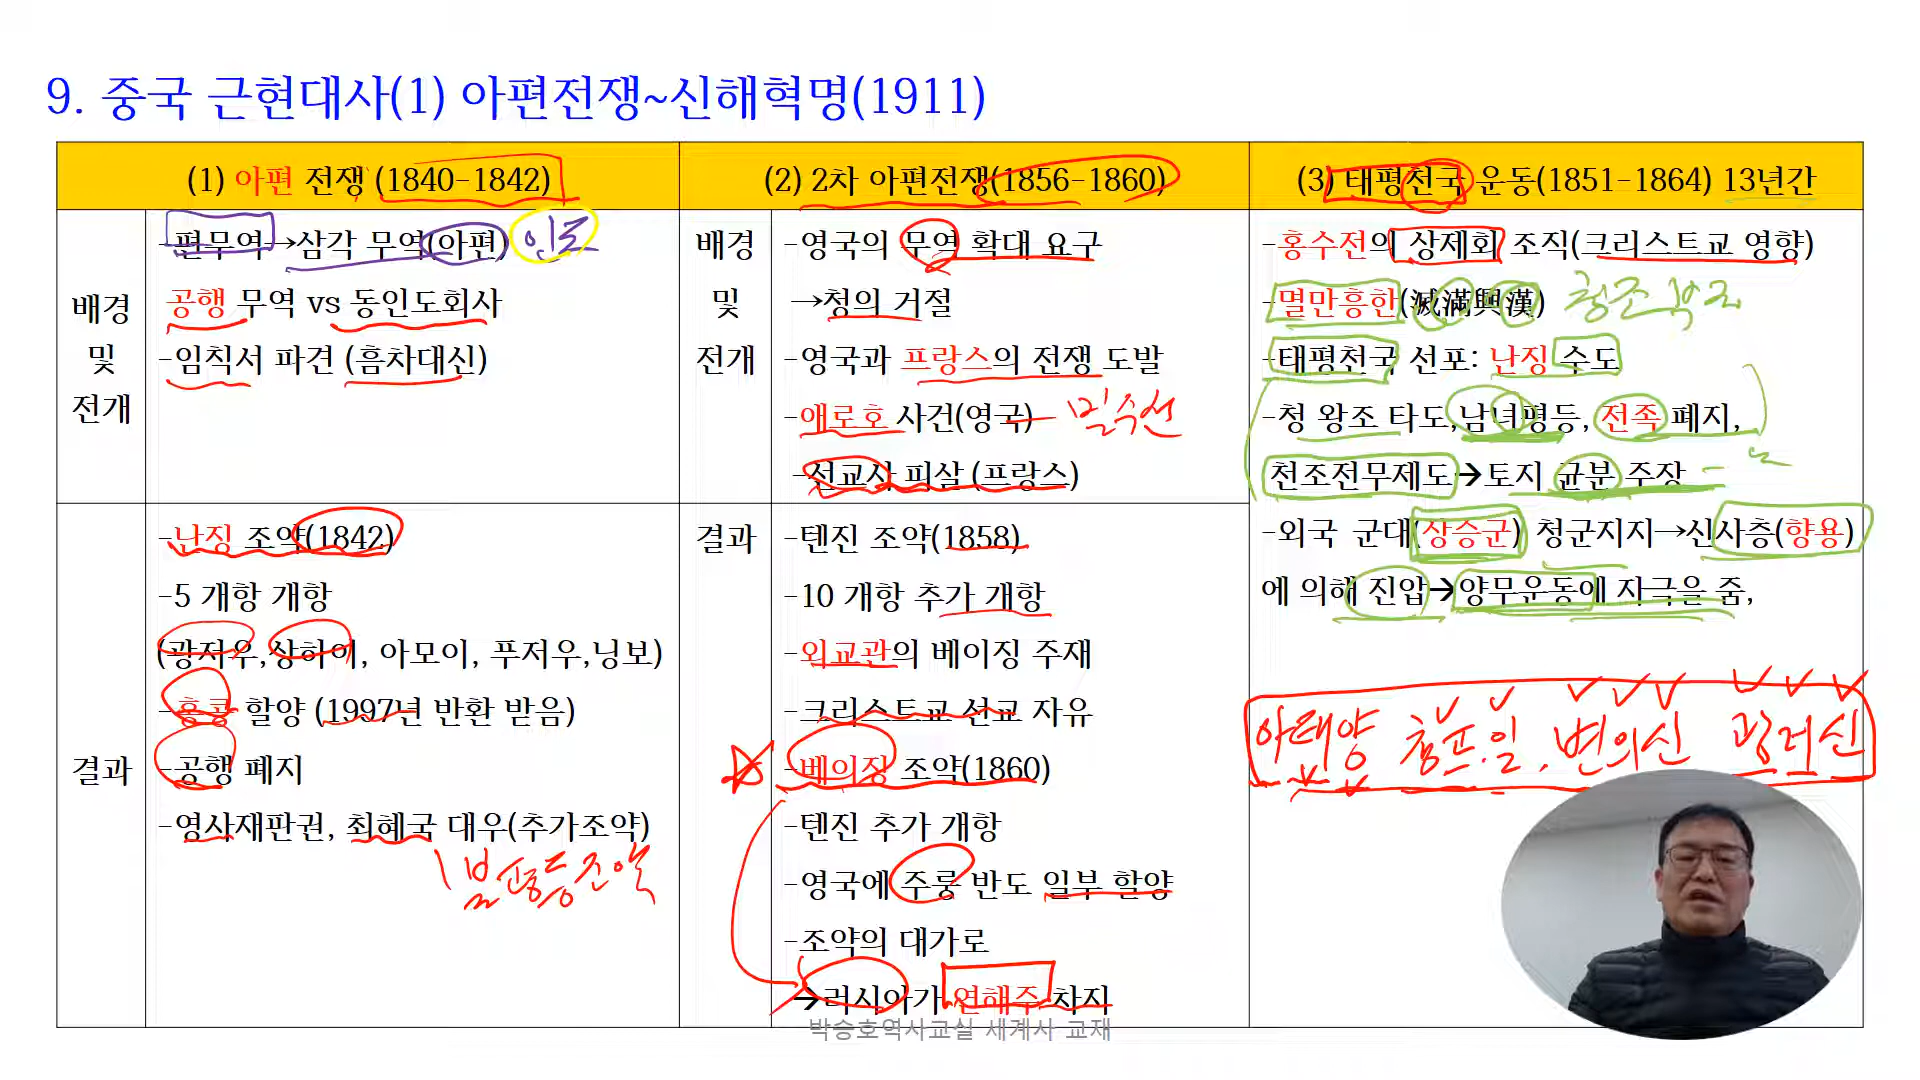 9. 중국 근현대사(1) 아편전쟁~신해혁명(1911)
(1) 아편 전쟁 (1840-1842)
배경
및
전개
-편무역→삼각 무역(아편) 인도
공행 무역 vs 동인도회사
-임칙서 파견 (흠차대신)
결과
-난징 조약(1842)
-5 개항 개항
(광저우,상하이, 아모이, 푸저우,닝보)
-홍콩 할양 (1997년 반환 받음)
-공행 폐지
-영사재판권, 최혜국 대우(추가조약)
불평등조약
(2) 2차 아편전쟁(1856-1860)
배경
및
전개
-영국의 무역 확대 요구
→청의 거절
-영국과 프랑스의 전쟁 도발
-애로호 사건(영국) 밀수선
-선교사 피살 (프랑스)
결과
-톈진 조약(1858)
-10 개항 추가 개항
-외교관의 베이징 주재
-크리스트교 선교 자유
-베이징 조약(1860)
-톈진 추가 개항
-영국에 주룽 반도 일부 할양
-조약의 대가로
→러시아가 연해주 차지
(3) 태평천국 운동(1851-1864) 13년간
-홍수전의 상제회 조직(크리스트교 영향)
-멸만흥한(滅滿興漢) 청조 부정
-태평천국 선포: 난징 수도
-청 왕조 타도,남녀평등, 전족 폐지,
천조전무제도→토지 균분 주장
-외국 군대(상승군) 청군지지→신사층(향용)
에 의해 진압→양무운동에 자극을 줌,
아태양 청.일, 변의신 광러신
박승호역사교실 세계사 교재